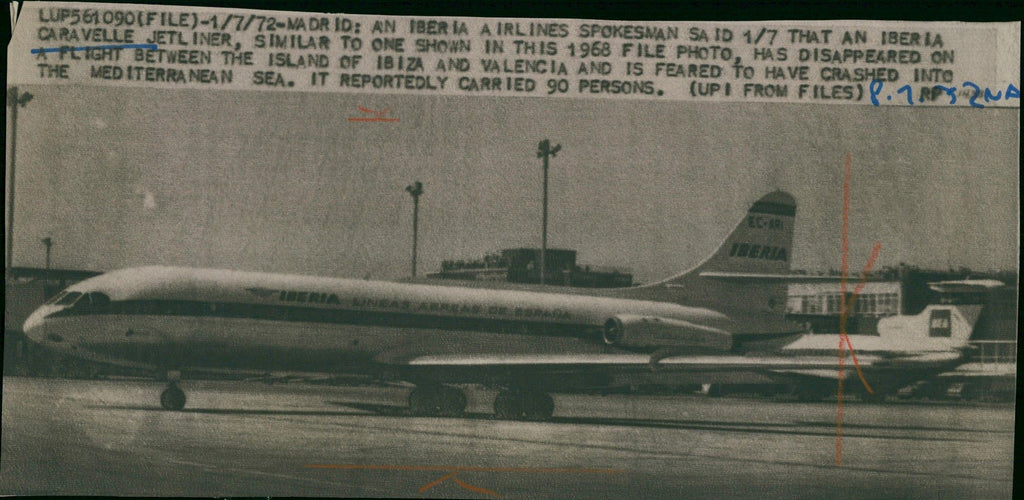 LUP561090(FILE)-1/7/72-MADRID: AN IBERIA AIRLINES SPOKESMAN SAID 1/7 THAT AN IBERIA
CARAVELLE JETLINER, SIMILAR TO ONE SHOWN IN THIS 1968 FILE PHOTO, HAS DISAPPEARED ON
A FLIGHT BETWEEN THE ISLAND OF IBIZA AND VALENCIA AND IS FEARED TO HAVE CRASHED INTO
THE MEDITERRANEAN SEA. IT REPORTEDLY CARRIED 90 PERSONS. (UPI FROM FILES)
EC-ARI
IBERIA
IBERIA LINEAS AEREAS DE ESPAÑA
BEA